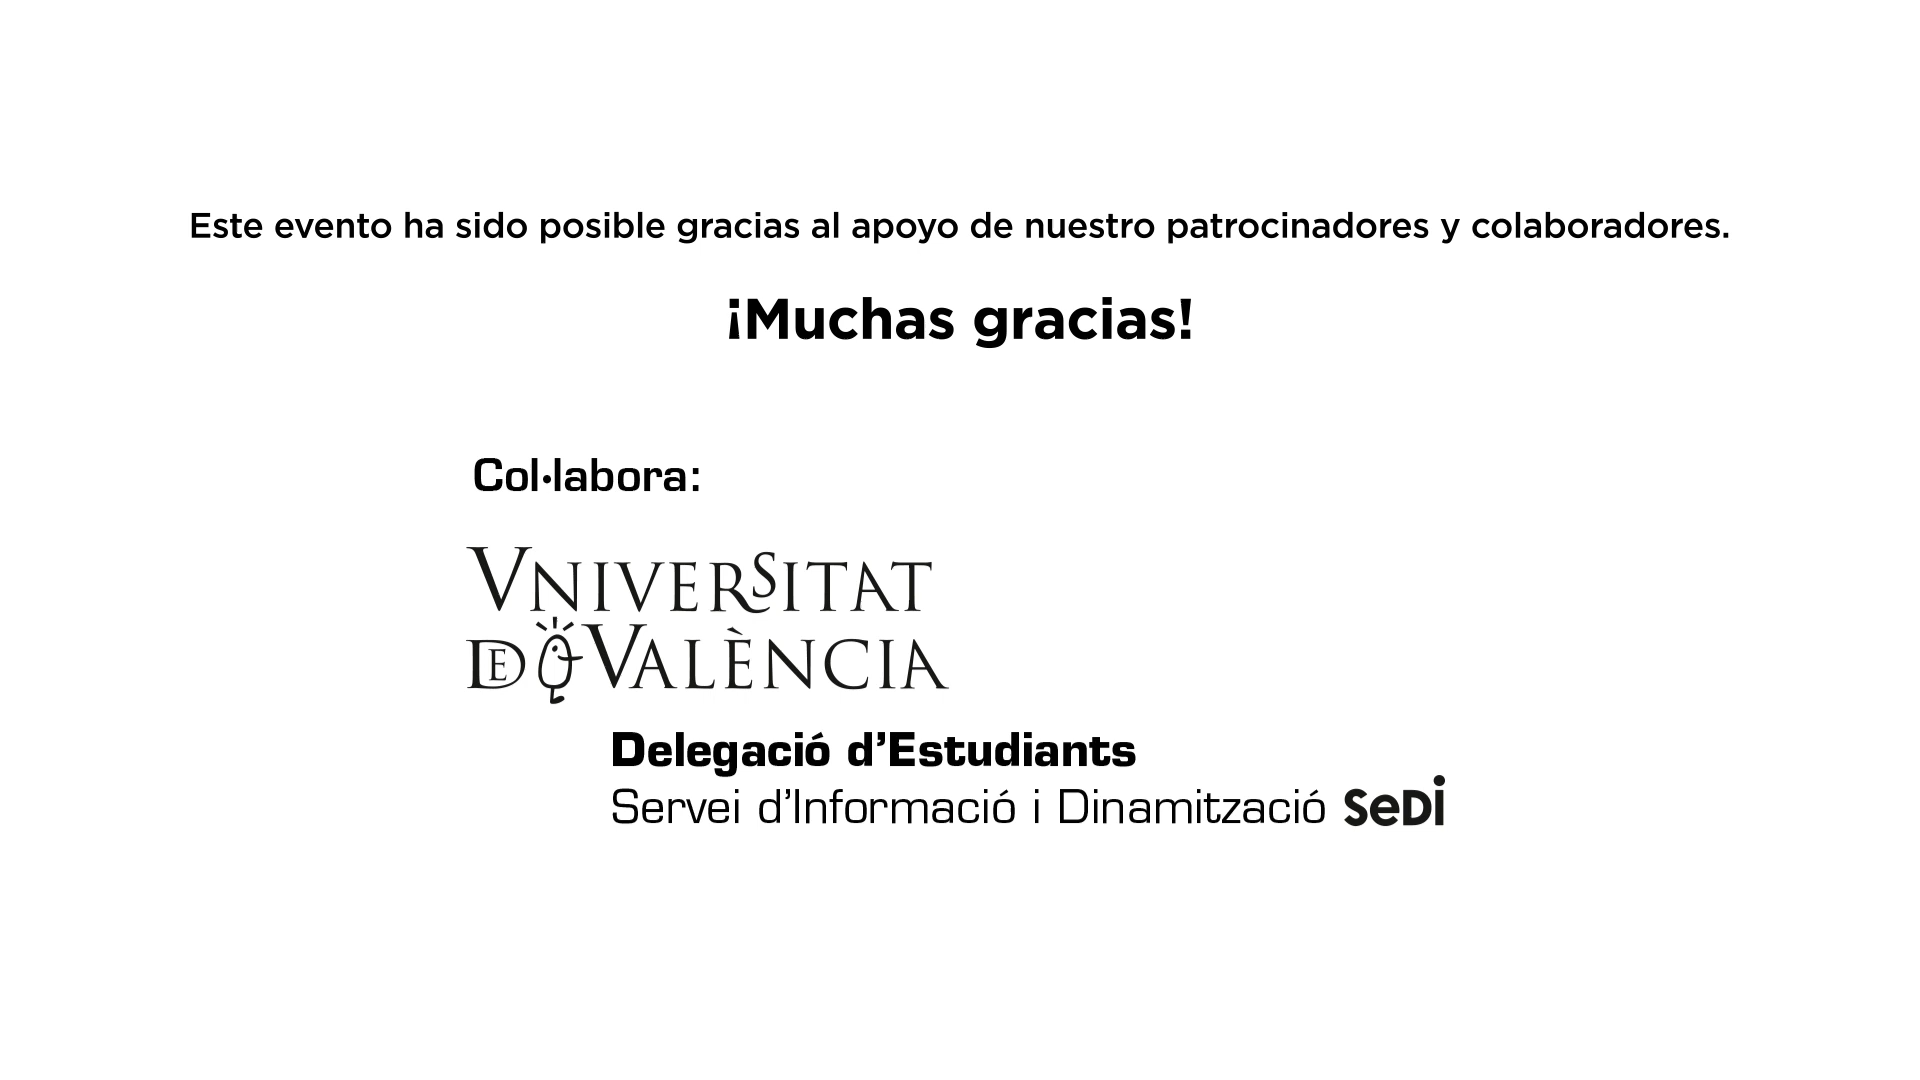 Este evento ha sido posible gracias al apoyo de nuestro patrocinadores y colaboradores.
¡Muchas gracias!
Col·labora:
VNIVERSITAT
DE VALÈNCIA
Delegació d’Estudiants
Servei d’Informació i Dinamització SeDi